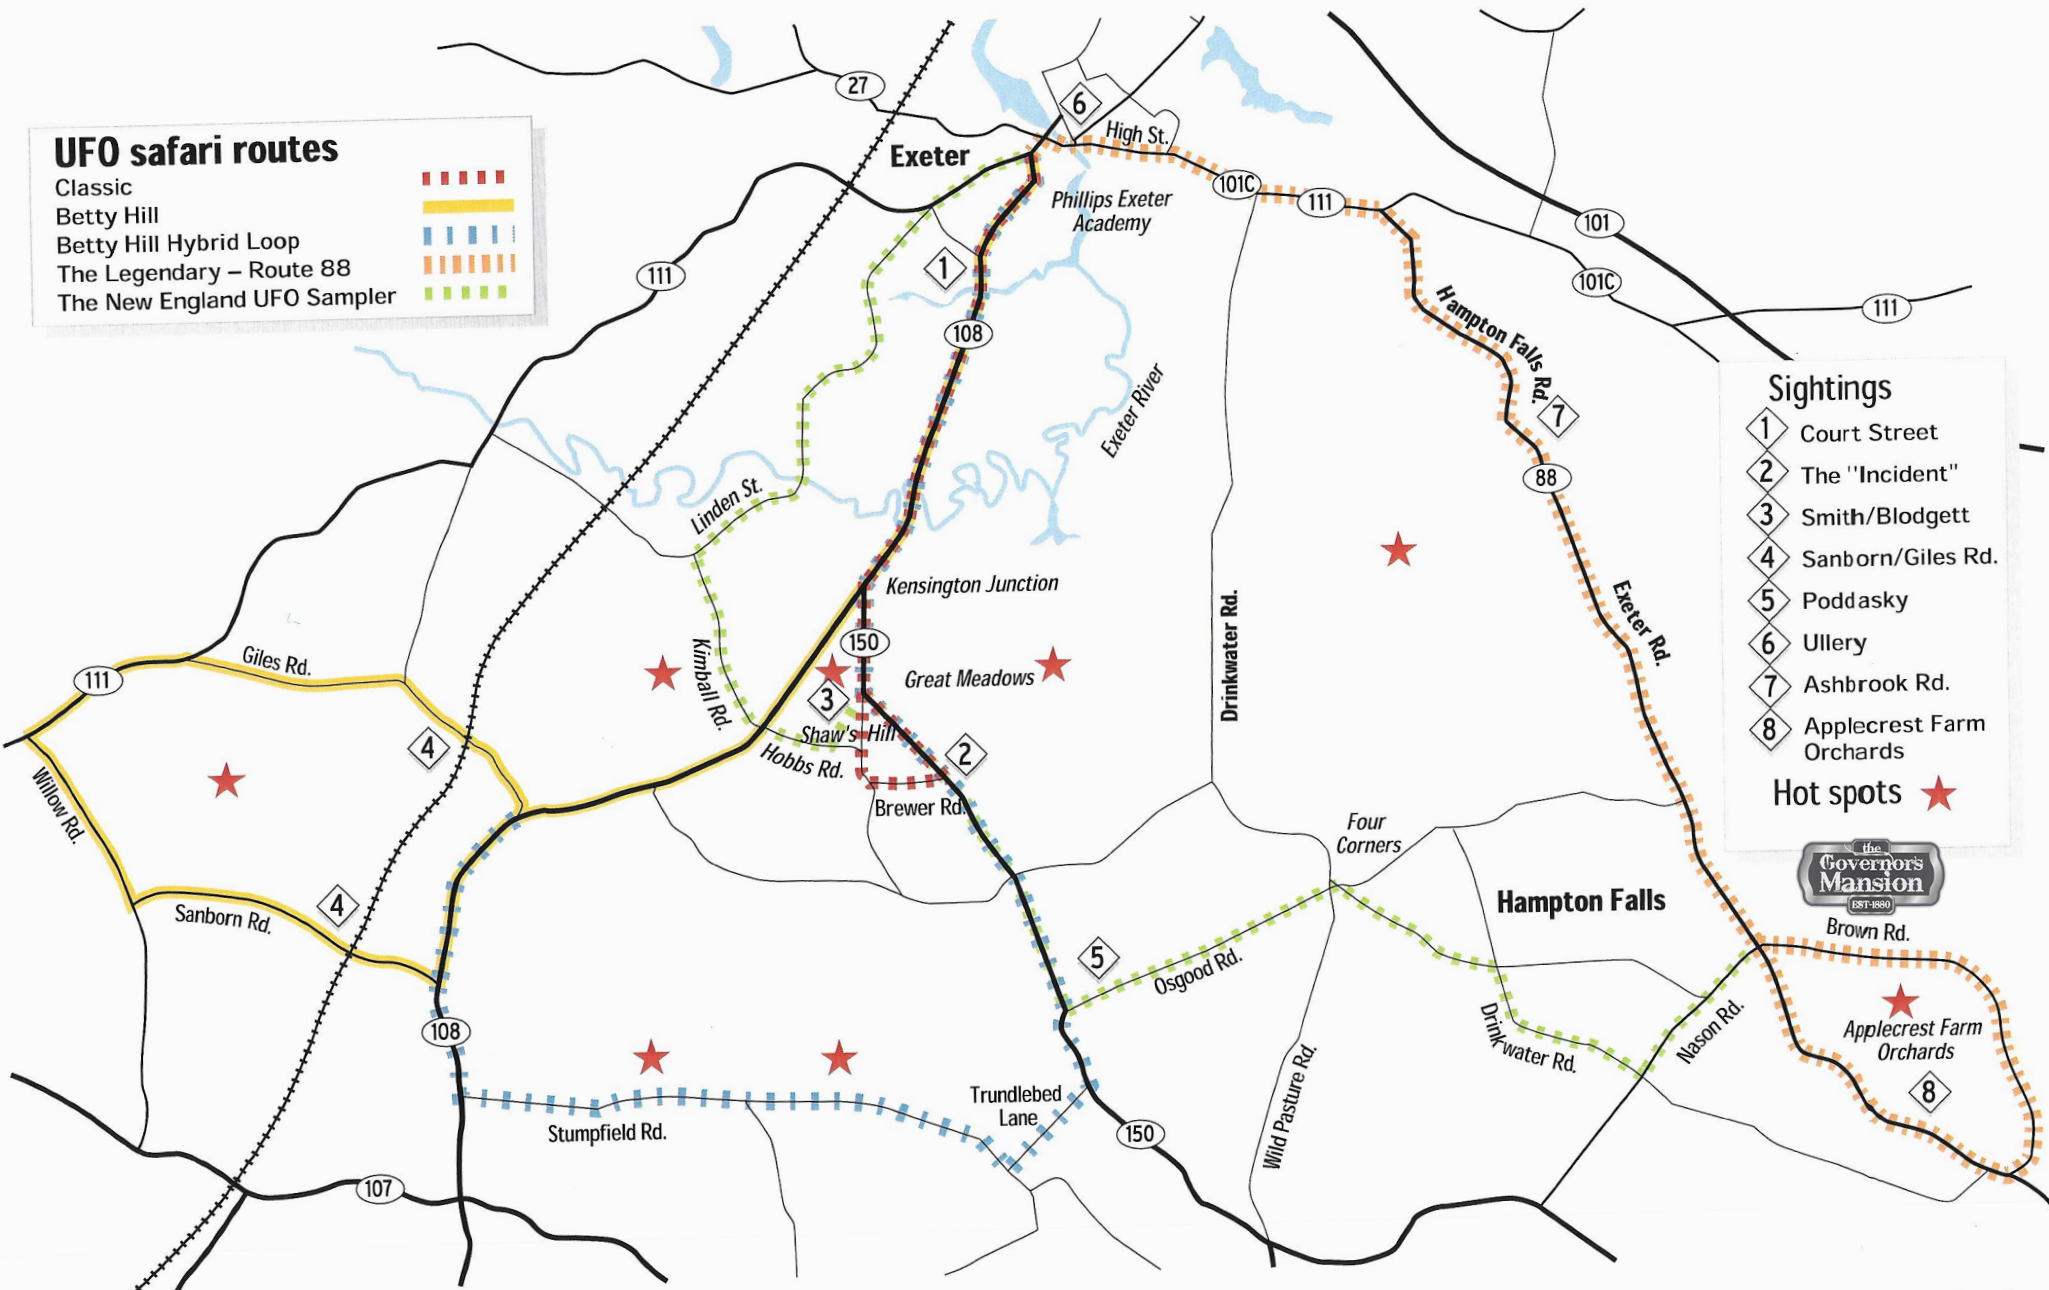 UFO safari routes
Classic
Betty Hill
Betty Hill Hybrid Loop
The Legendary – Route 88
The New England UFO Sampler
27
6
High St.
Exeter
101C
111
Phillips Exeter
Academy
101
1
111
101C
111
108
Hampton Falls Rd.
Exeter River
7
88
Linden St.
Kensington Junction
Exeter Rd.
Drinkwater Rd.
150
Kimball Rd.
Giles Rd.
111
Great Meadows
3
Shaw's Hill
Hobbs Rd.
2
4
Willow Rd.
Brewer Rd.
Four
Corners
Sanborn Rd.
4
Hampton Falls
5
Osgood Rd.
Brown Rd.
Drinkwater Rd.
Nason Rd.
Applecrest Farm
Orchards
8
108
Stumpfield Rd.
Trundlebed
Lane
150
Wild Pasture Rd.
107
Sightings
1 Court Street
2 The "Incident"
3 Smith/Blodgett
4 Sanborn/Giles Rd.
5 Poddasky
6 Ullery
7 Ashbrook Rd.
8 Applecrest Farm
Orchards
Hot spots
the
Governor's
Mansion
EST-1880